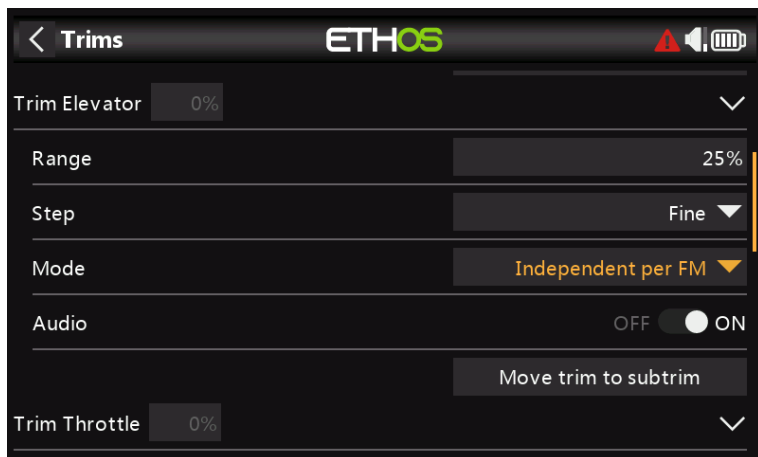 Trims ETHOS
Trim Elevator 0%
Range 25%
Step Fine
Mode Independent per FM
Audio OFF ON
Move trim to subtrim
Trim Throttle 0%